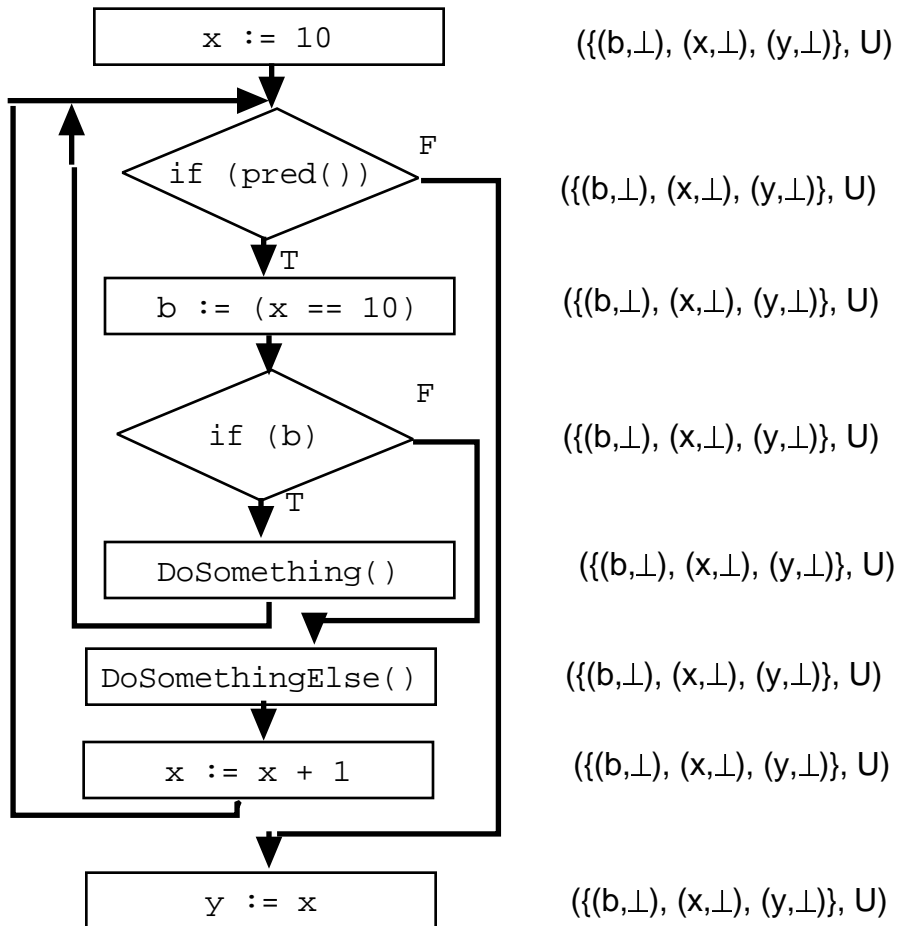 x := 10 ({(b,⊥), (x,⊥), (y,⊥)}, U)
F
if (pred()) ({(b,⊥), (x,⊥), (y,⊥)}, U)
T
b := (x == 10) ({(b,⊥), (x,⊥), (y,⊥)}, U)
F
if (b) ({(b,⊥), (x,⊥), (y,⊥)}, U)
T
DoSomething() ({(b,⊥), (x,⊥), (y,⊥)}, U)
DoSomethingElse() ({(b,⊥), (x,⊥), (y,⊥)}, U)
x := x + 1 ({(b,⊥), (x,⊥), (y,⊥)}, U)
y := x ({(b,⊥), (x,⊥), (y,⊥)}, U)